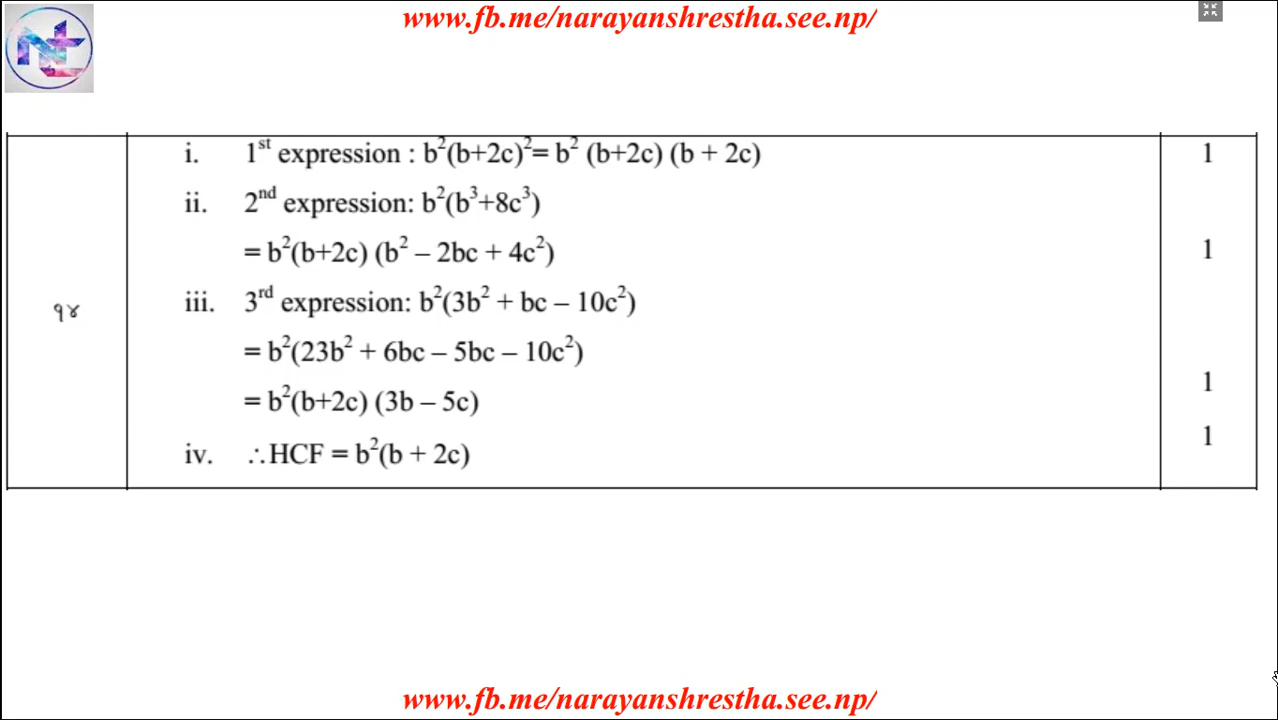 www.fb.me/narayanshrestha.see.np/
i. 1st expression : b²(b+2c)²= b² (b+2c) (b + 2c) 1
ii. 2nd expression: b²(b³+8c³)
= b²(b+2c) (b² – 2bc + 4c²) 1
iii. 3rd expression: b²(3b² + bc – 10c²)
१४
= b²(23b² + 6bc – 5bc – 10c²)
= b²(b+2c) (3b – 5c) 1
iv. ∴HCF = b²(b + 2c) 1
www.fb.me/narayanshrestha.see.np/